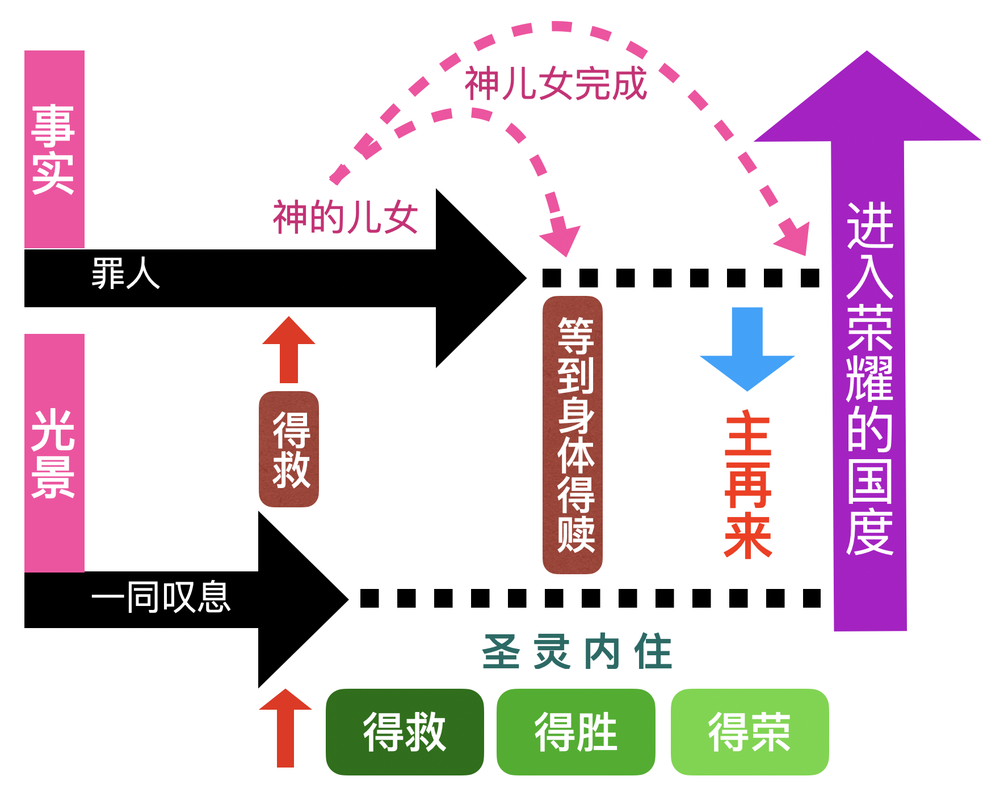 事实
神儿女完成
神的儿女
罪人
进入荣耀的国度
得救
等到身体得赎
主再来
光景
一同叹息
圣灵内住
得救
得胜
得荣